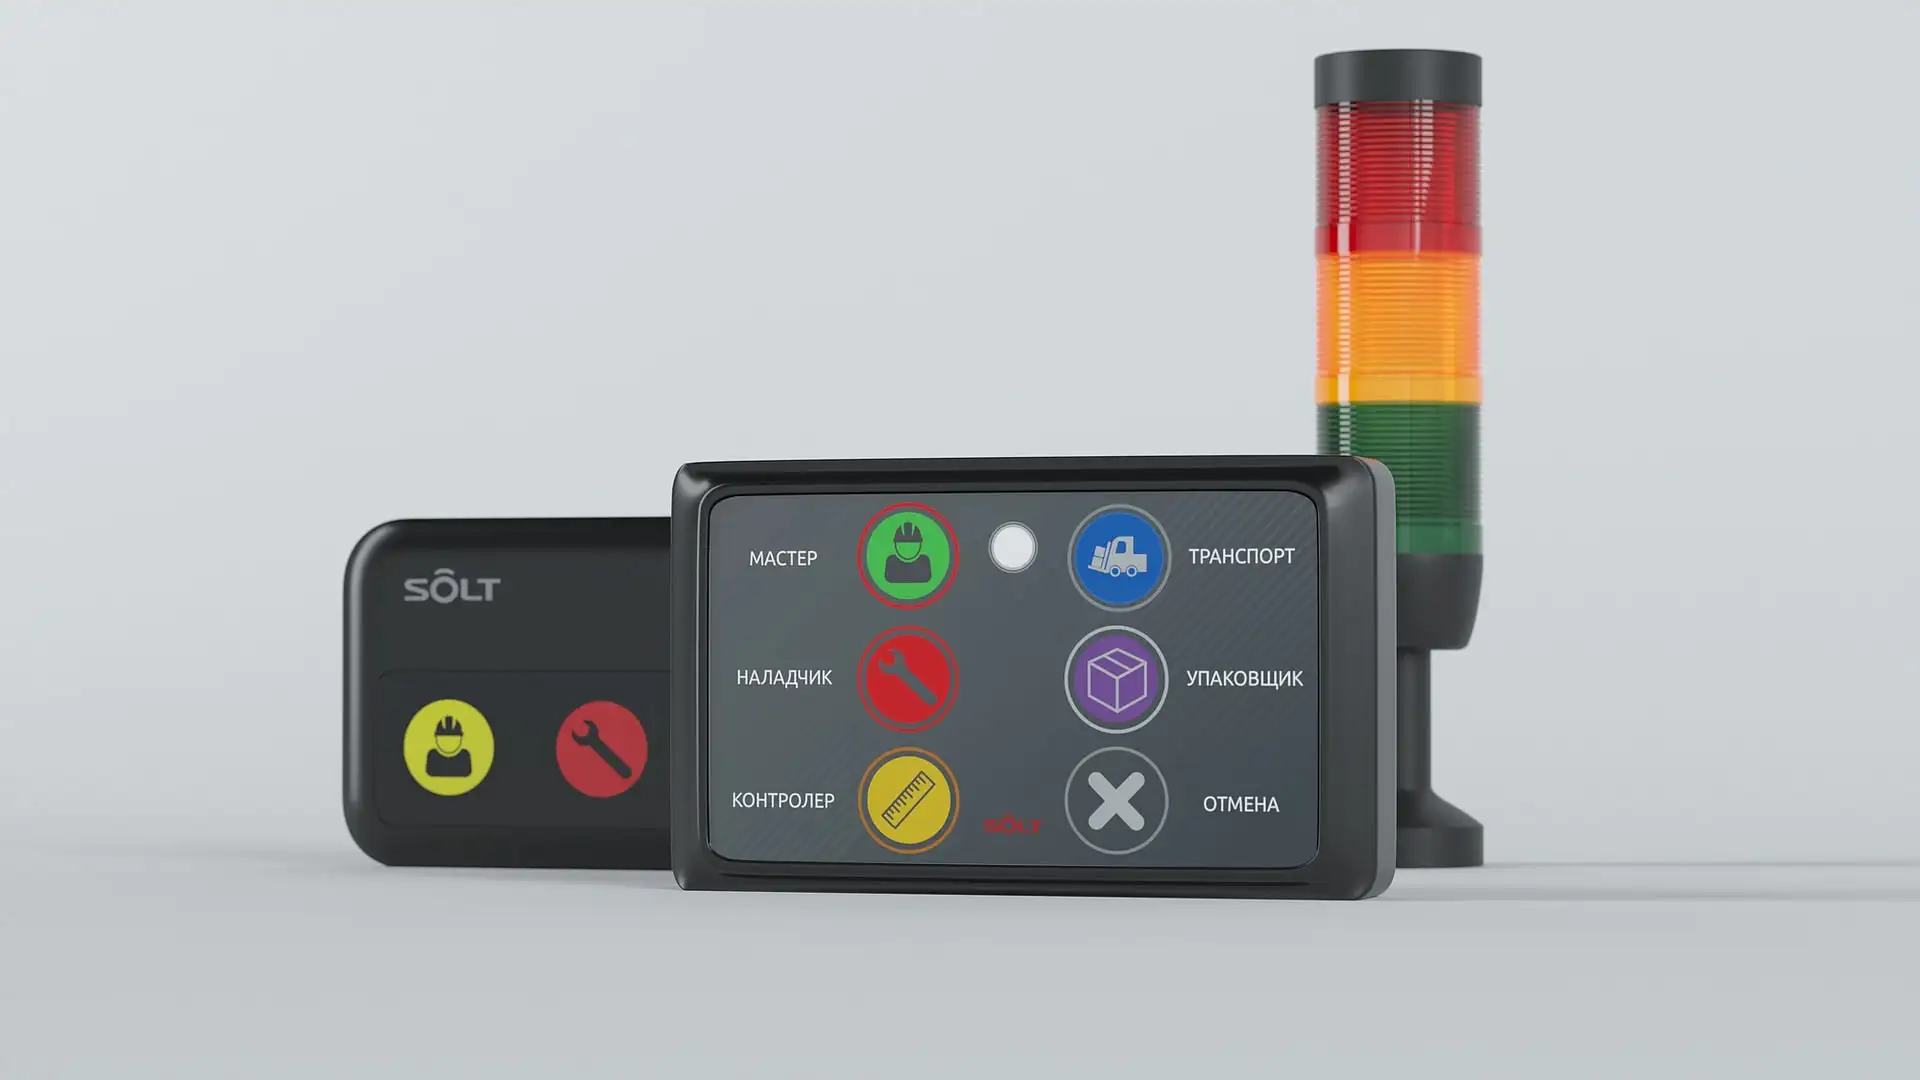 SÔLT
МАСТЕР
ТРАНСПОРТ
НАЛАДЧИК
УПАКОВЩИК
КОНТРОЛЕР
SÔLT
ОТМЕНА